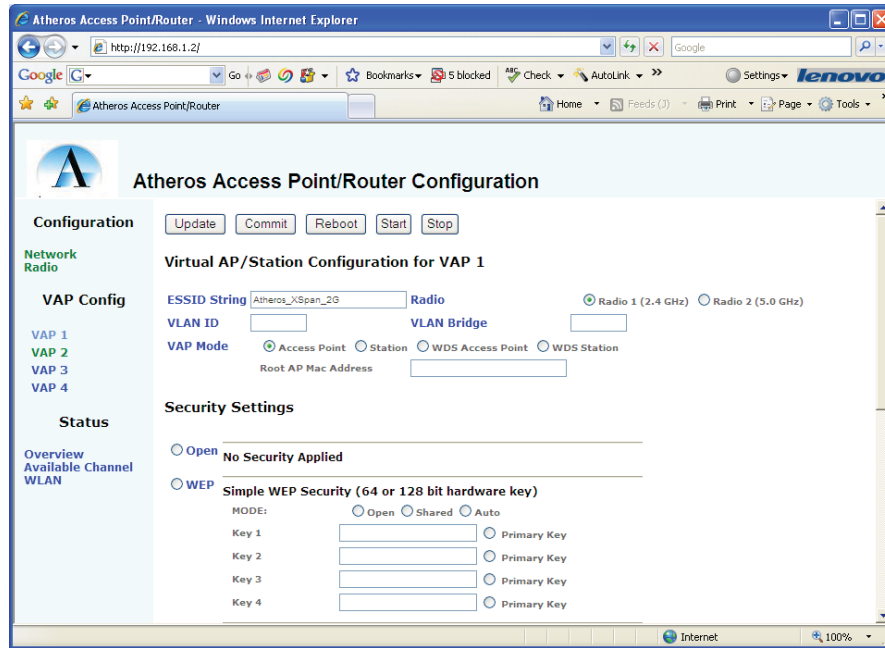 Atheros Access Point/Router - Windows Internet Explorer
http://192.168.1.2/
Google
Google G Go Bookmarks 5 blocked ABC Check AutoLink >> Settings lenovo
Atheros Access Point/Router Home Feeds (J) Print Page Tools >>
A Atheros Access Point/Router Configuration
Configuration
Network
Radio
VAP Config
VAP 1
VAP 2
VAP 3
VAP 4
Status
Overview
Available Channel
WLAN
Update Commit Reboot Start Stop
Virtual AP/Station Configuration for VAP 1
ESSID String Atheros_XSpan_2G Radio Radio 1 (2.4 GHz) Radio 2 (5.0 GHz)
VLAN ID VLAN Bridge
VAP Mode Access Point Station WDS Access Point WDS Station
Root AP Mac Address
Security Settings
Open No Security Applied
WEP Simple WEP Security (64 or 128 bit hardware key)
MODE: Open Shared Auto
Key 1 Primary Key
Key 2 Primary Key
Key 3 Primary Key
Key 4 Primary Key
Internet 100%